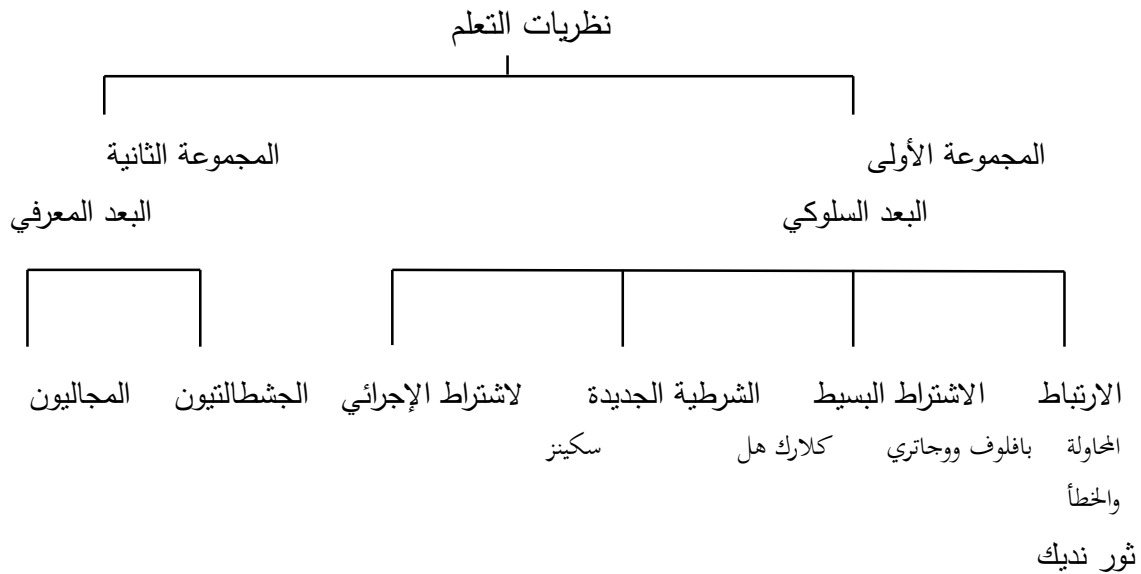 نظريات التعلم
المجموعة الأولى المجموعة الثانية
البعد السلوكي البعد المعرفي
الارتباط الاشتراط البسيط الشرطية الجديدة لاشتراط الإجرائي الجشطالتيون المجاليون
المحاولة بافلوف ووجاتري كلارك هل سكينز
والخطأ
ثور نديك